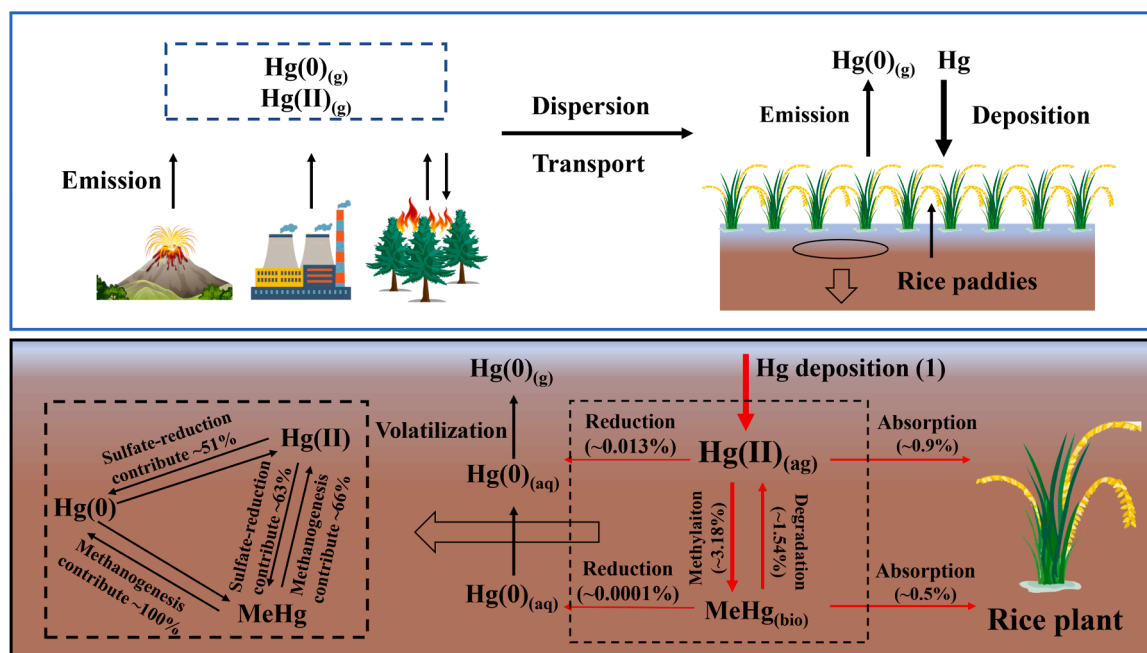 Hg(0)(g)
Hg(II)(g)
Emission
Dispersion
Transport
Hg(0)(g)
Hg
Emission
Deposition
Rice paddies
Hg(0)(g)
Hg deposition (1)
Sulfate-reduction
contribute ~51%
Hg(II)
Hg(0)
Sulfate-reduction
contribute ~63%
Methanogenesis
contribute ~66%
Methanogenesis
contribute ~100%
MeHg
Volatilization
Hg(0)(aq)
Hg(0)(aq)
Reduction
(~0.013%)
Hg(II)(ag)
Absorption
(~0.9%)
Methylaiton
(~3.18%)
Degradation
(~1.54%)
Reduction
(~0.0001%)
MeHg(bio)
Absorption
(~0.5%)
Rice plant